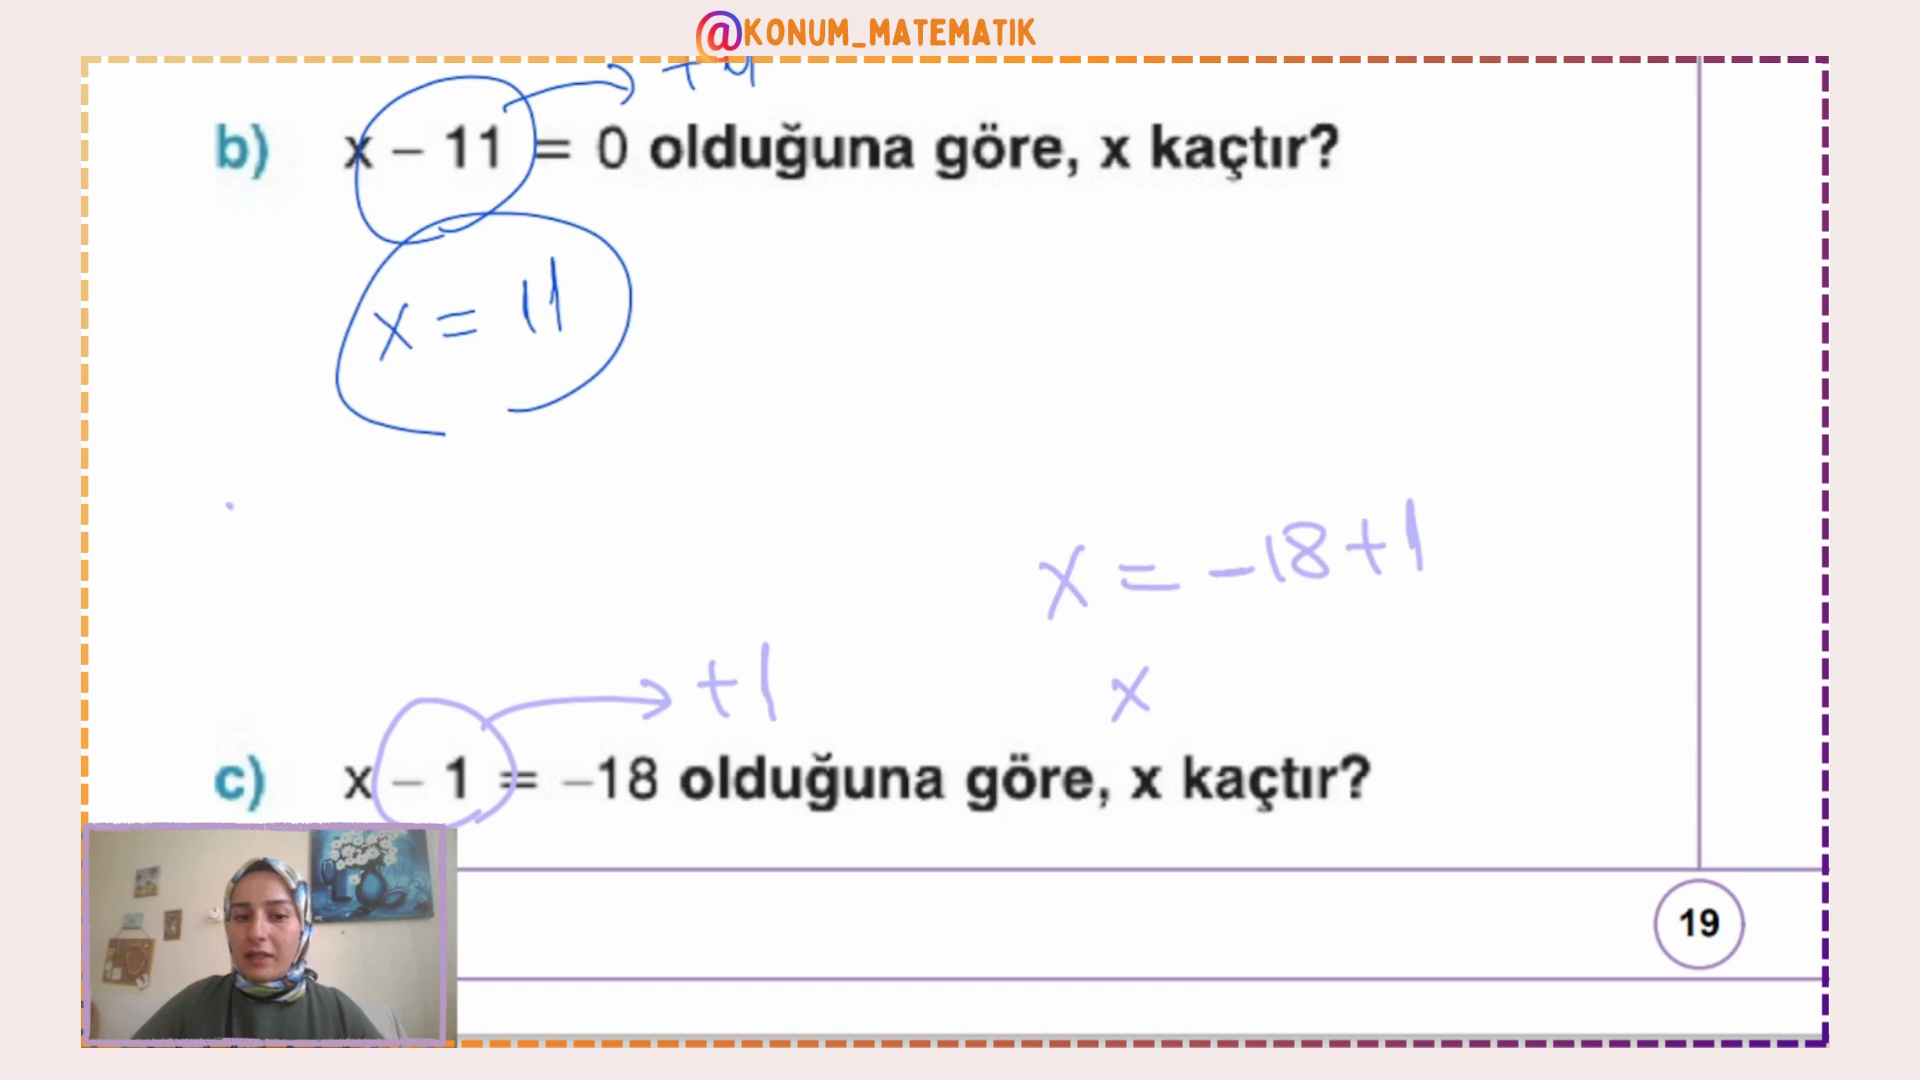 @KONUM_MATEMATIK
b) x – 11 = 0 olduğuna göre, x kaçtır?
x = 11
x = -18+1
+1
x
c) x – 1 = –18 olduğuna göre, x kaçtır?
19